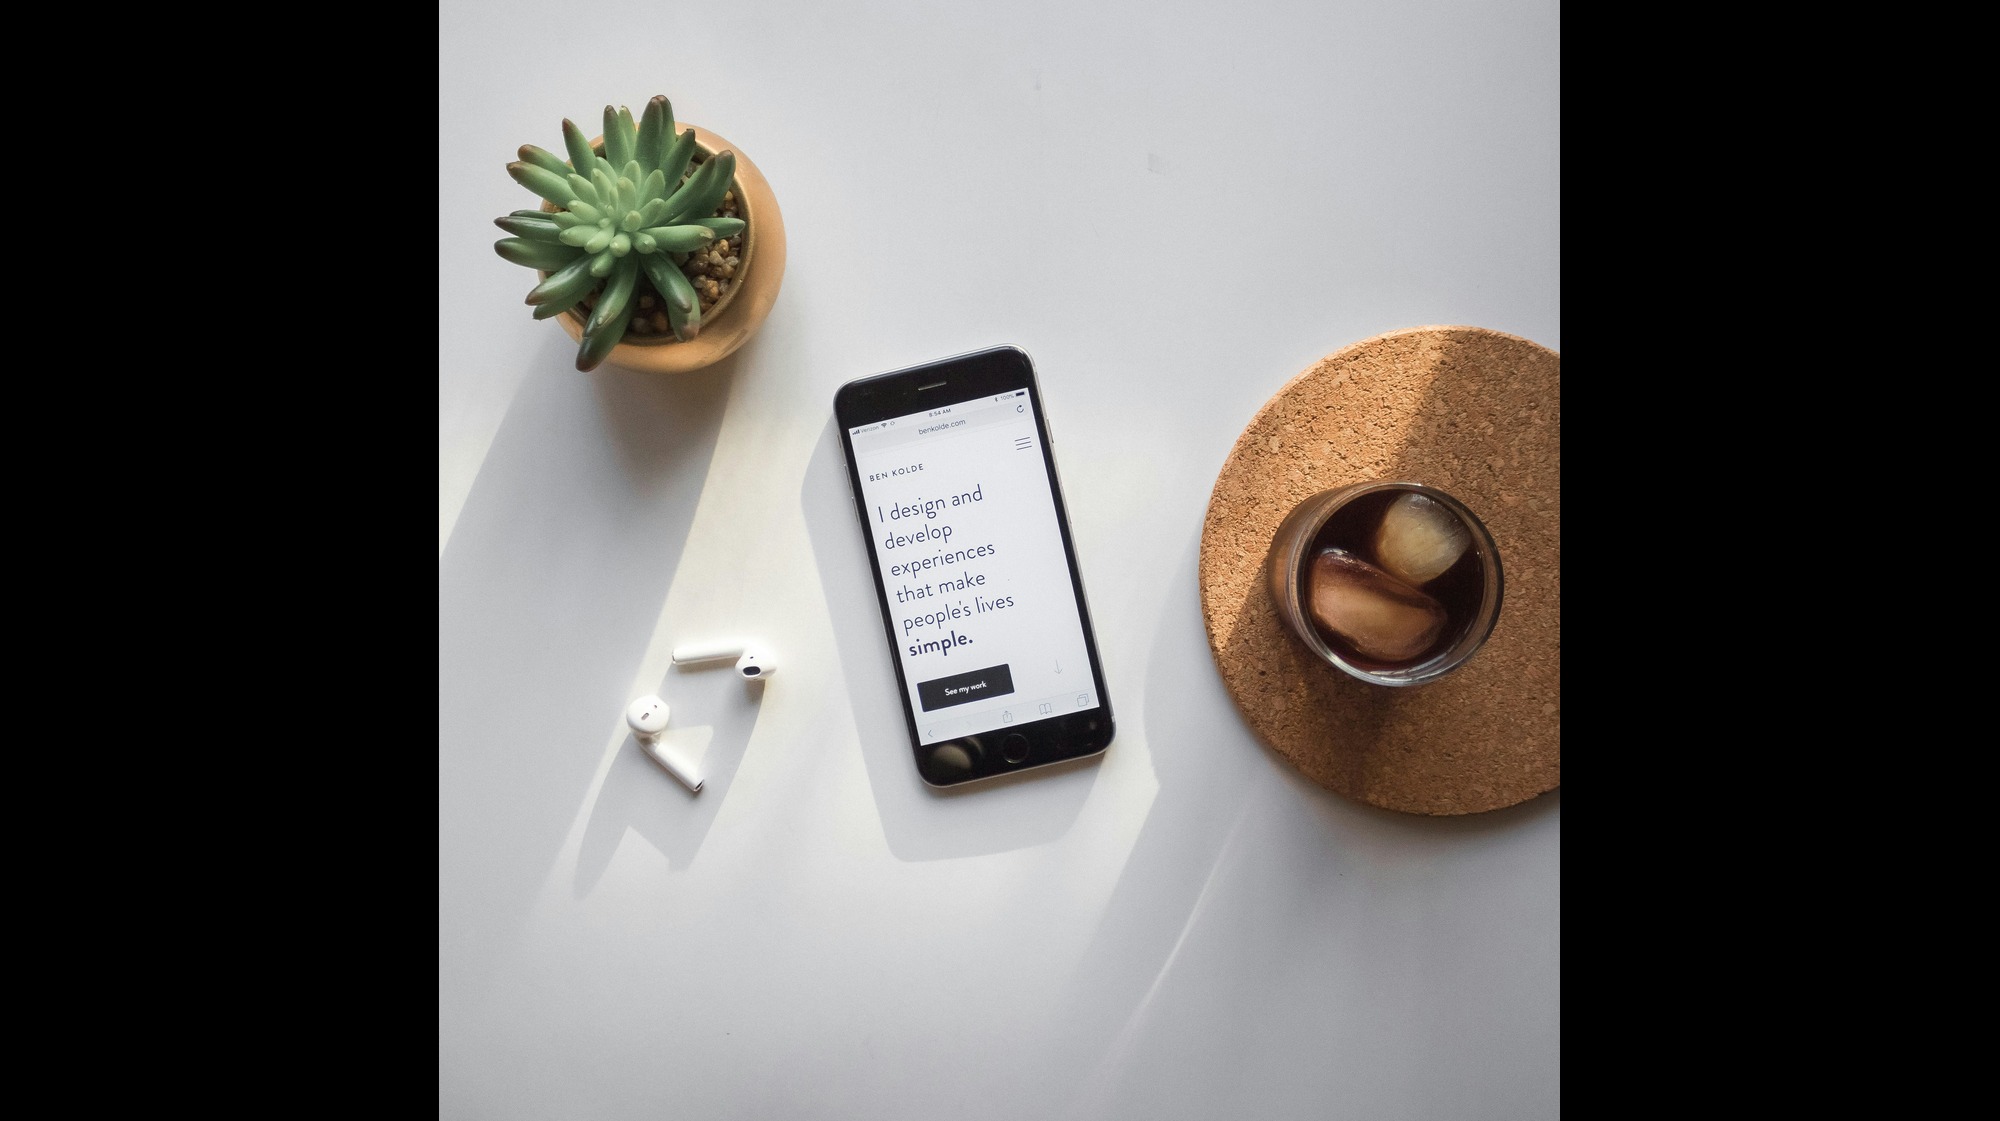 Verizon 8:54 AM 100%
benkolde.com
BEN KOLDE
I design and
develop
experiences
that make
people's lives
simple.
See my work